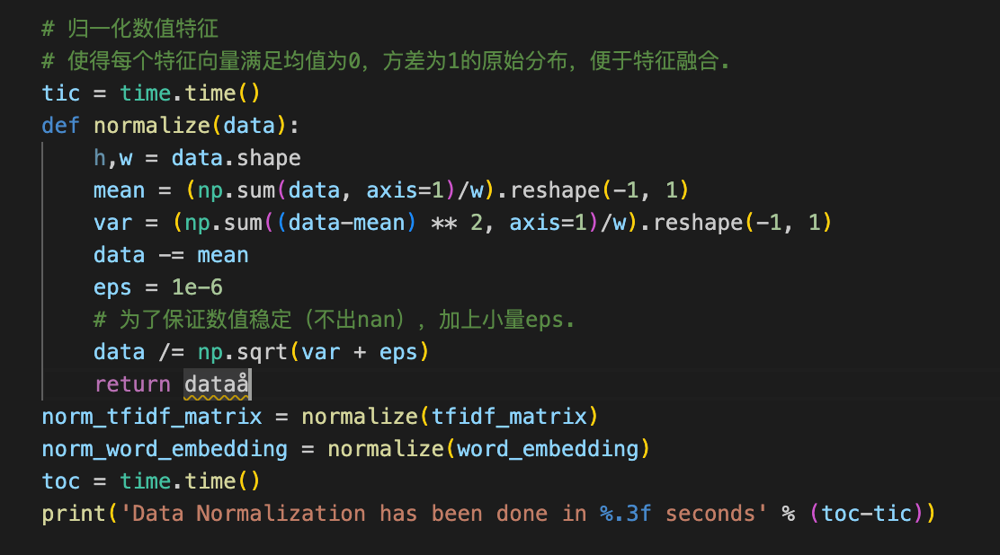 # 归一化数值特征
# 使得每个特征向量满足均值为0，方差为1的原始分布，便于特征融合.
tic = time.time()
def normalize(data):
    h,w = data.shape
    mean = (np.sum(data, axis=1)/w).reshape(-1, 1)
    var = (np.sum((data-mean) ** 2, axis=1)/w).reshape(-1, 1)
    data -= mean
    eps = 1e-6
    # 为了保证数值稳定（不出nan），加上小量eps.
    data /= np.sqrt(var + eps)
    return dataå
norm_tfidf_matrix = normalize(tfidf_matrix)
norm_word_embedding = normalize(word_embedding)
toc = time.time()
print('Data Normalization has been done in %.3f seconds' % (toc-tic))